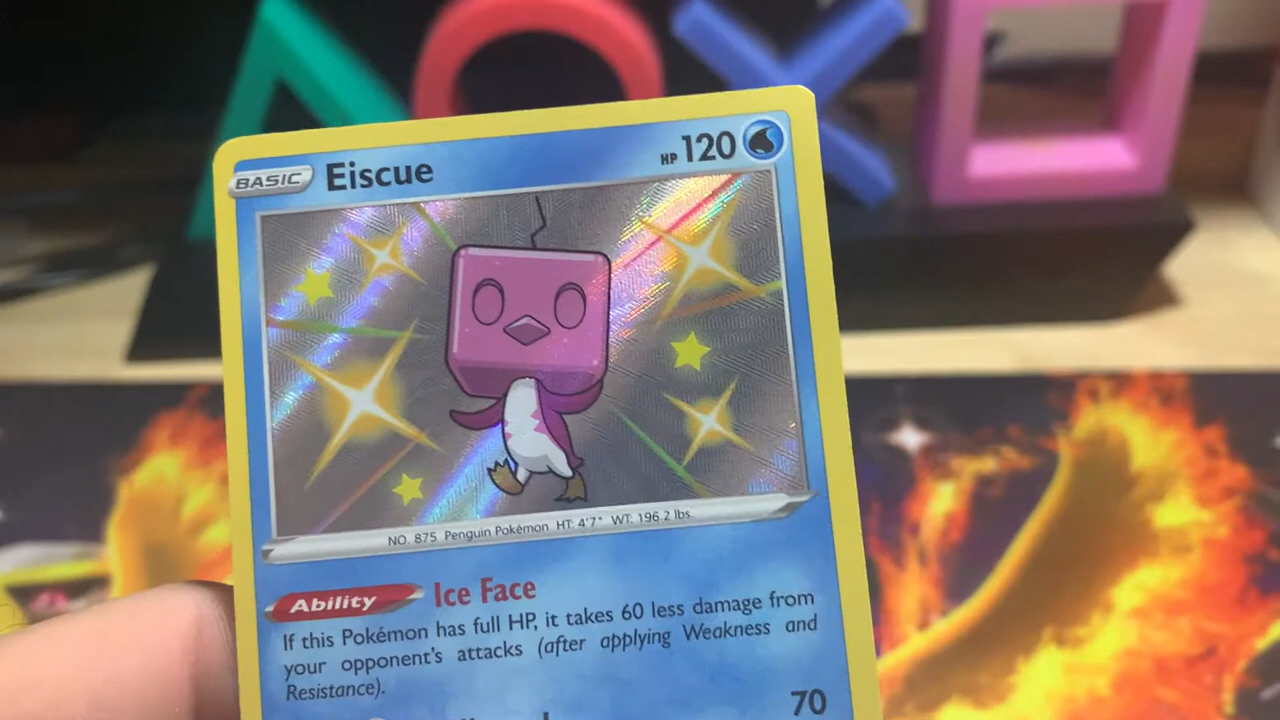 BASIC Eiscue HP 120
NO. 875 Penguin Pokémon HT: 4'7" WT: 196.2 lbs.
Ability Ice Face
If this Pokémon has full HP, it takes 60 less damage from
your opponent's attacks (after applying Weakness and
Resistance).
70